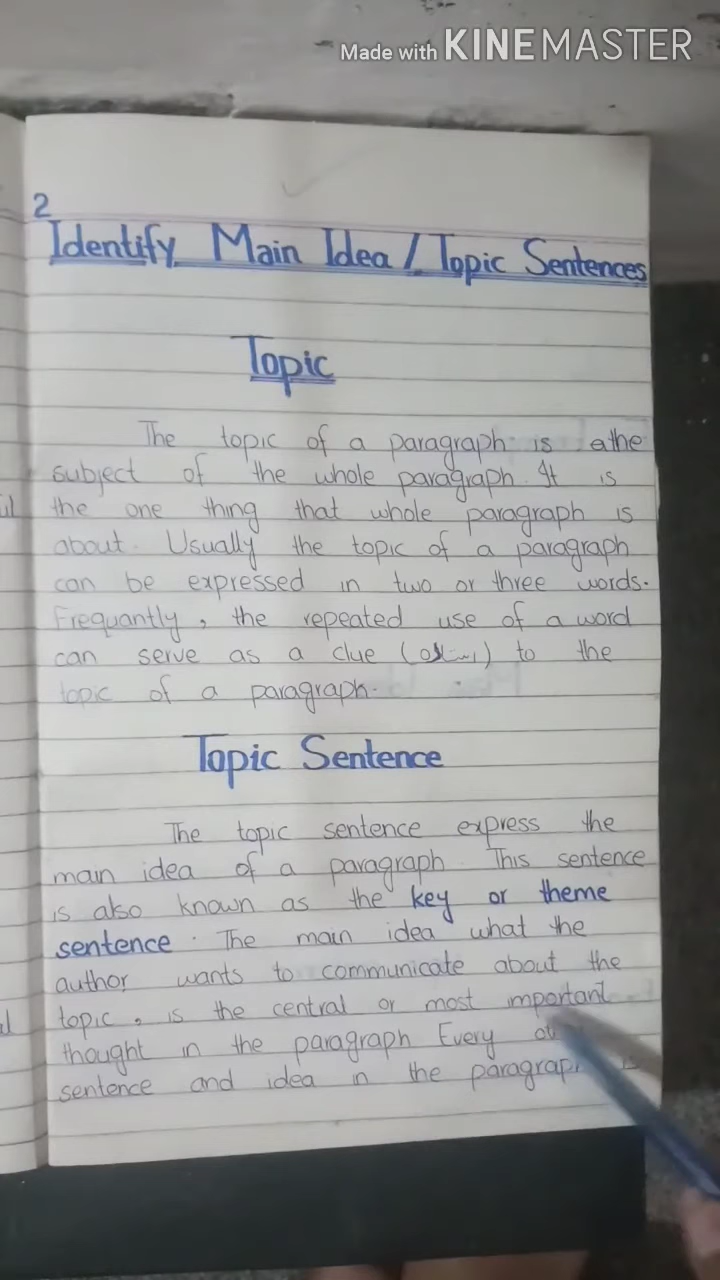 Made with KINEMASTER
2
Identify Main Idea / Topic Sentences
Topic
The topic of a paragraph is athe
subject of the whole paragraph. It is
the one thing that whole paragraph is
about. Usually the topic of a paragraph
can be expressed in two or three words.
Frequantly, the repeated use of a word
can serve as a clue ( ) to the
topic of a paragraph.
Topic Sentence
The topic sentence express the
main idea of a paragraph. This sentence
is also known as the key or theme
sentence. The main idea what the
author wants to communicate about the
topic, is the central or most important
thought in the paragraph Every
sentence and idea in the paragraph